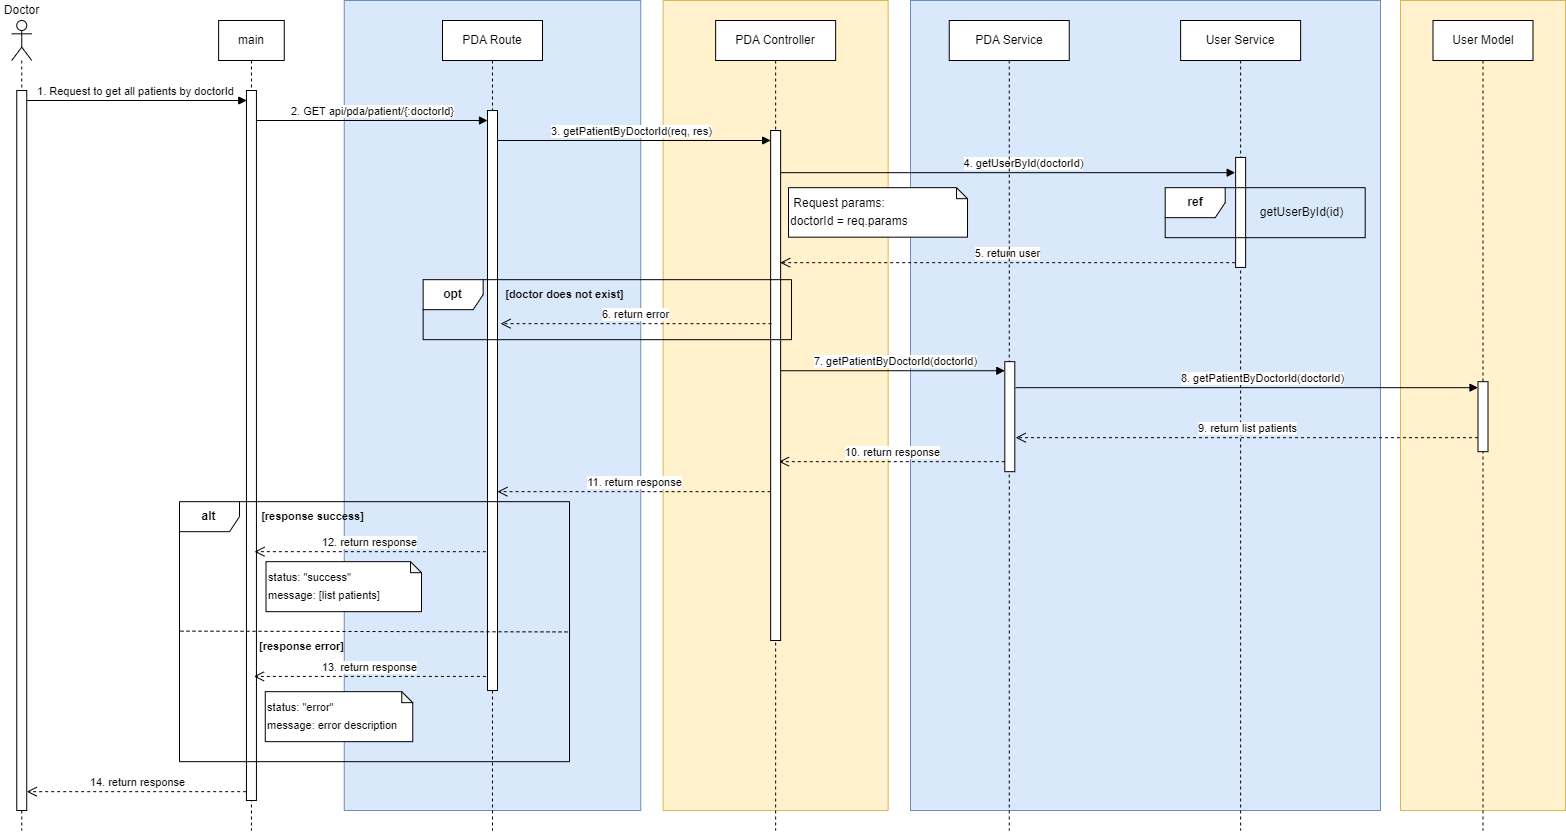 Doctor
main
PDA Route
PDA Controller
PDA Service
User Service
User Model
1. Request to get all patients by doctorId
2. GET api/pda/patient/{:doctorId}
3. getPatientByDoctorId(req, res)
4. getUserById(doctorId)
Request params:
doctorId = req.params
ref
getUserById(id)
5. return user
opt
[doctor does not exist]
6. return error
7. getPatientByDoctorId(doctorId)
8. getPatientByDoctorId(doctorId)
9. return list patients
10. return response
11. return response
alt
[response success]
12. return response
status: "success"
message: [list patients]
[response error]
13. return response
status: "error"
message: error description
14. return response